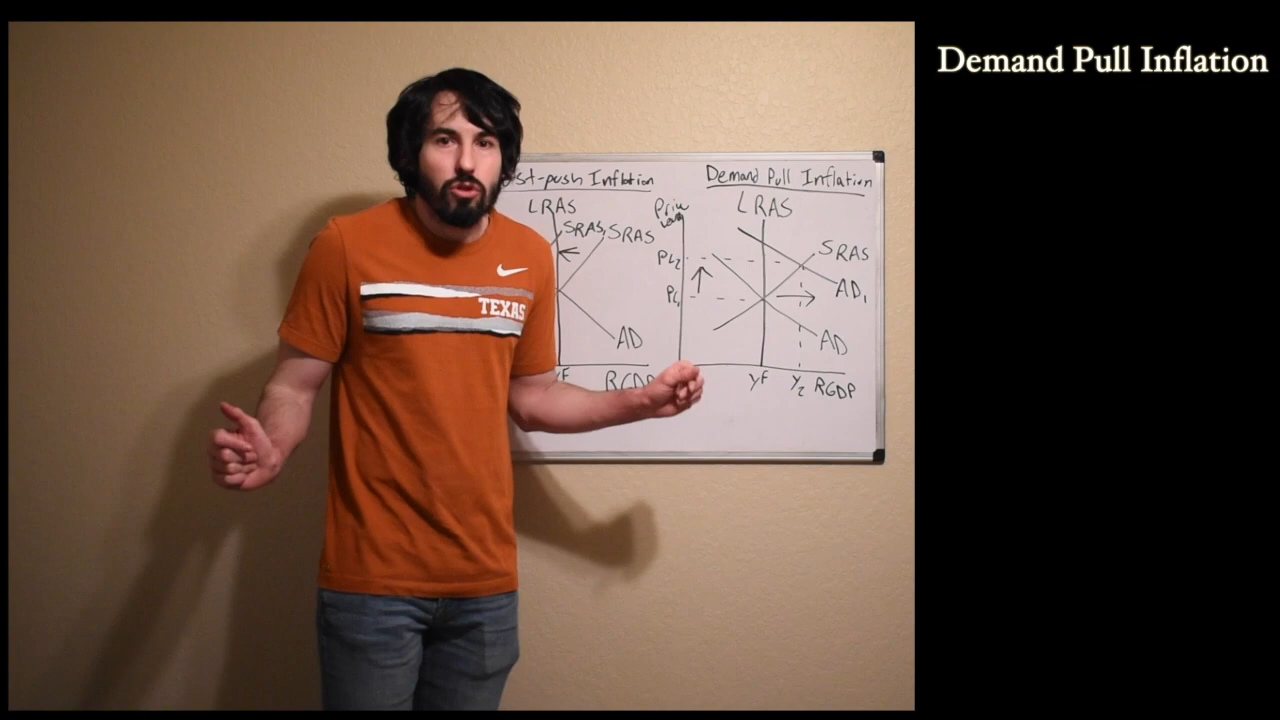 Demand Pull Inflation
TEXAS
st-push Inflation
LRAS
SRAS
SRAS
AD
YF
RGDP
Demand Pull Inflation
LRAS
SRAS
PL2
PL1
AD1
AD
YF
Y2
RGDP